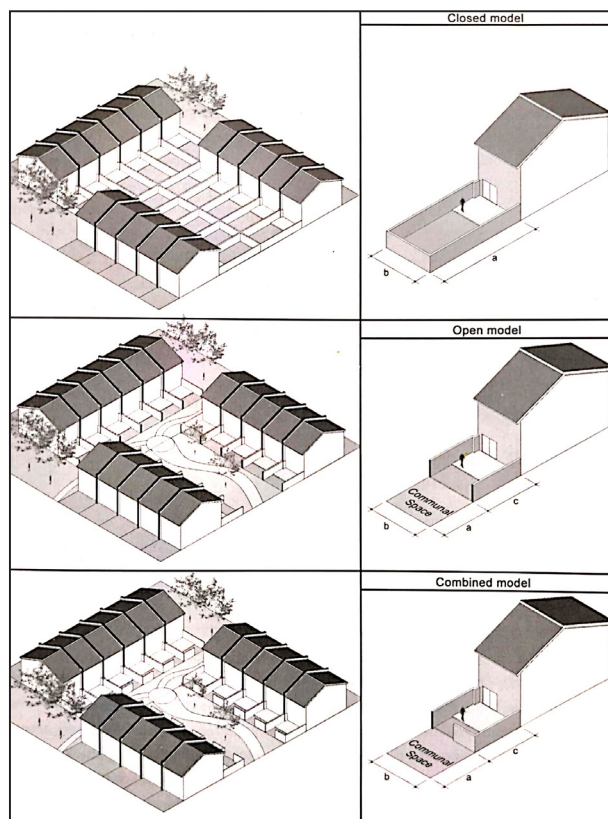 Closed model
b
a
Open model
Communal
Space
b
a
c
Combined model
Communal
Space
b
a
c